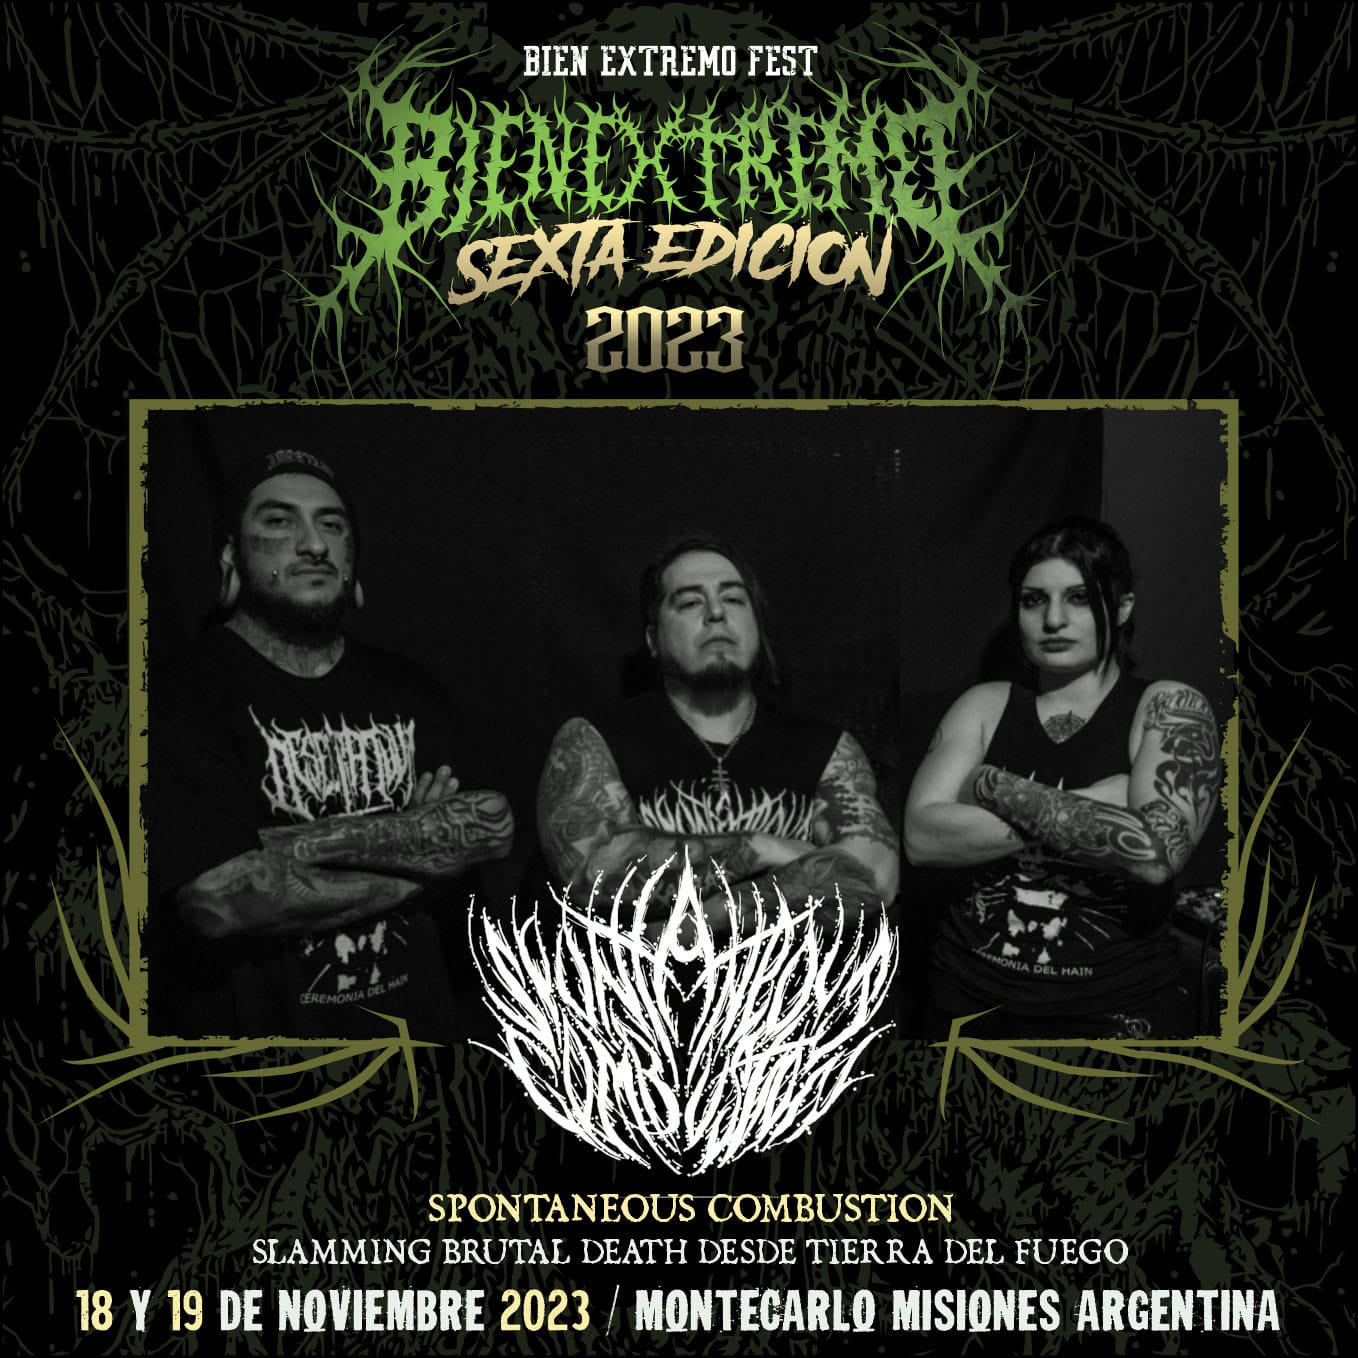 BIEN EXTREMO FEST
BIENEXTREMO
SEXTA EDICION
2023
CEREMONIA DEL HAIN
CEREMONIA DEL HAIN
SPONTANEOUS
COMBUSTION
SPONTANEOUS COMBUSTION
SLAMMING BRUTAL DEATH DESDE TIERRA DEL FUEGO
18 Y 19 DE NOVIEMBRE 2023 / MONTECARLO MISIONES ARGENTINA